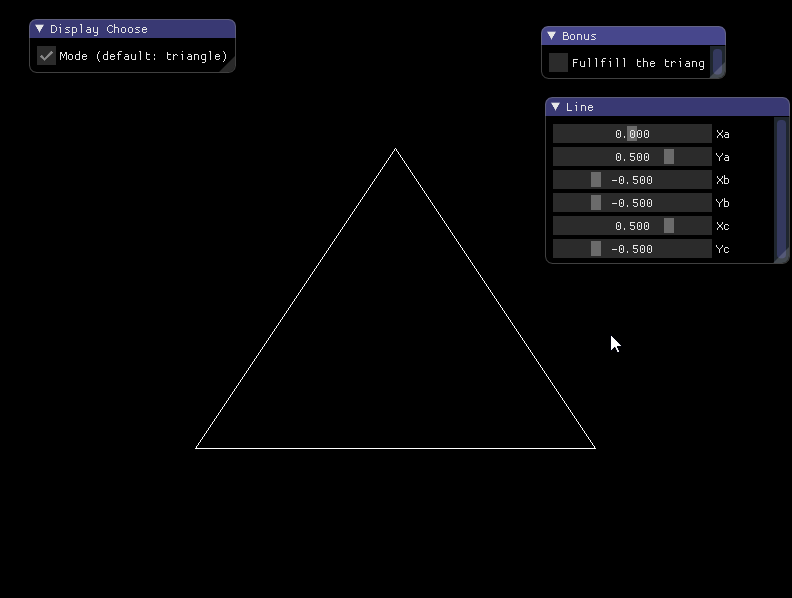 Display Choose
Mode (default: triangle)
Bonus
Fullfill the triang
Line
0.000 Xa
0.500 Ya
-0.500 Xb
-0.500 Yb
0.500 Xc
-0.500 Yc